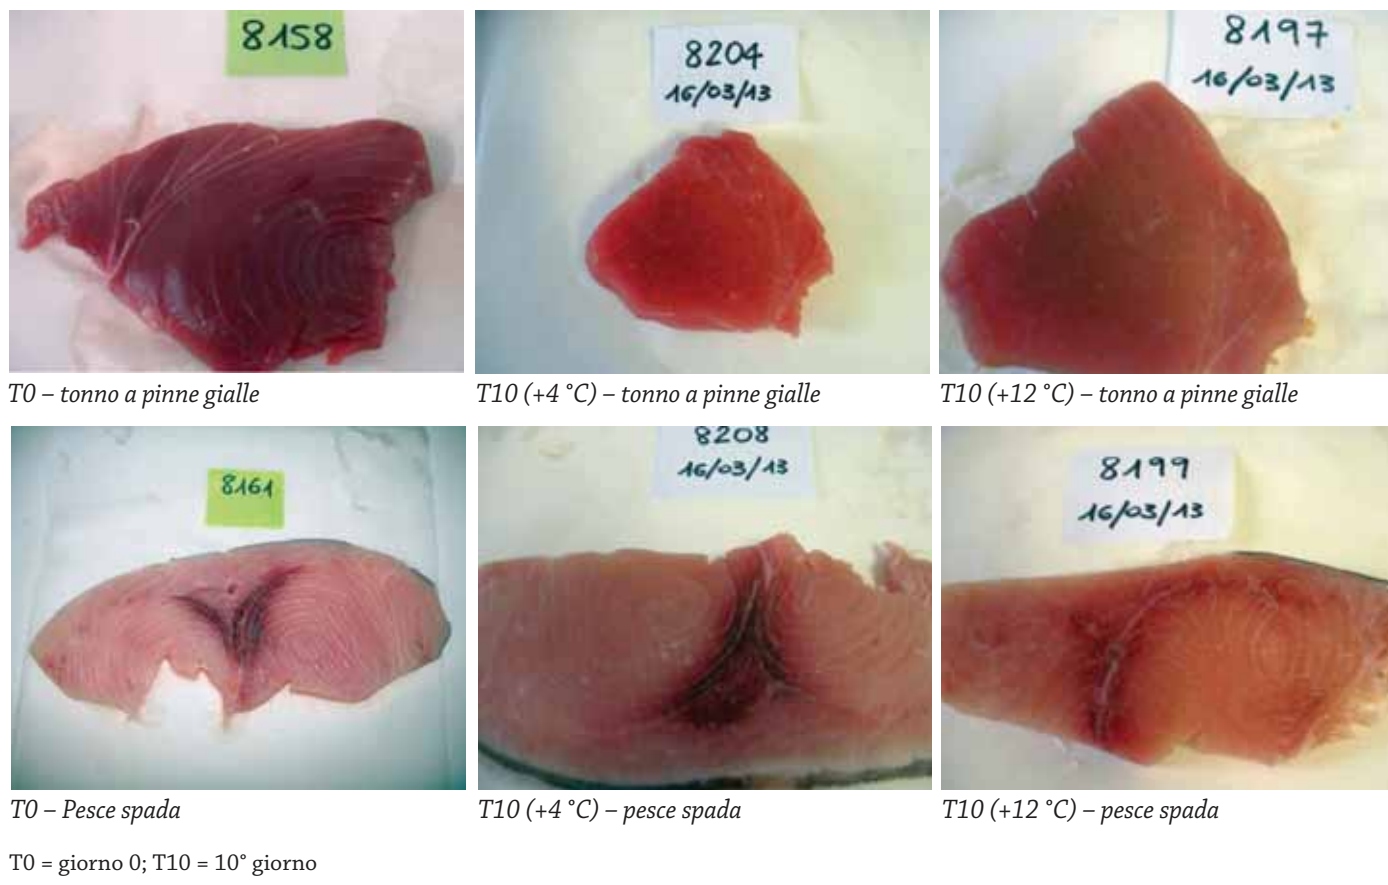 8158
8204
16/03/13
8197
16/03/13
T0 – tonno a pinne gialle
T10 (+4 °C) – tonno a pinne gialle
T10 (+12 °C) – tonno a pinne gialle
8161
8208
16/03/13
8199
16/03/13
T0 – Pesce spada
T10 (+4 °C) – pesce spada
T10 (+12 °C) – pesce spada
T0 = giorno 0; T10 = 10° giorno